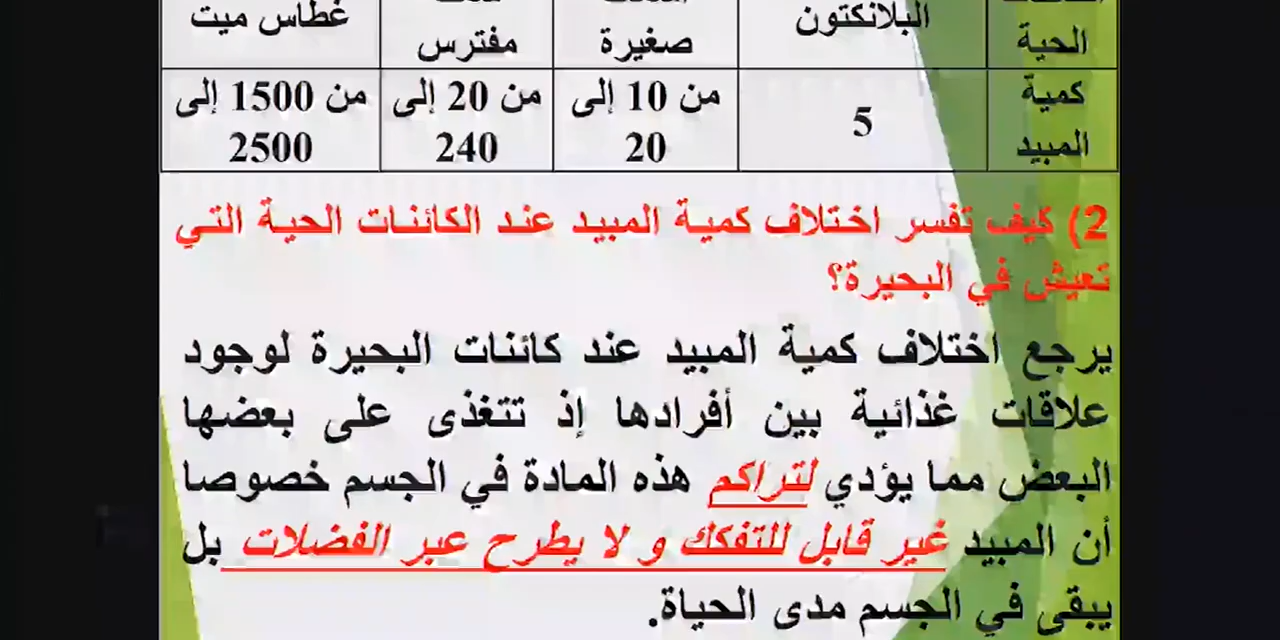 البلانكتون غطاس ميت
الحية صغيرة مفترس
كمية من 10 إلى من 20 إلى من 1500 إلى
5
المبيد 20 240 2500
2) كيف تفسر اختلاف كمية المبيد عند الكائنات الحية التي
تعيش في البحيرة؟
يرجع اختلاف كمية المبيد عند كائنات البحيرة لوجود
علاقات غذائية بين أفرادها إذ تتغذى على بعضها
البعض مما يؤدي لتراكم هذه المادة في الجسم خصوصا
أن المبيد غير قابل للتفكك و لا يطرح عبر الفضلات بل
يبقى في الجسم مدى الحياة.